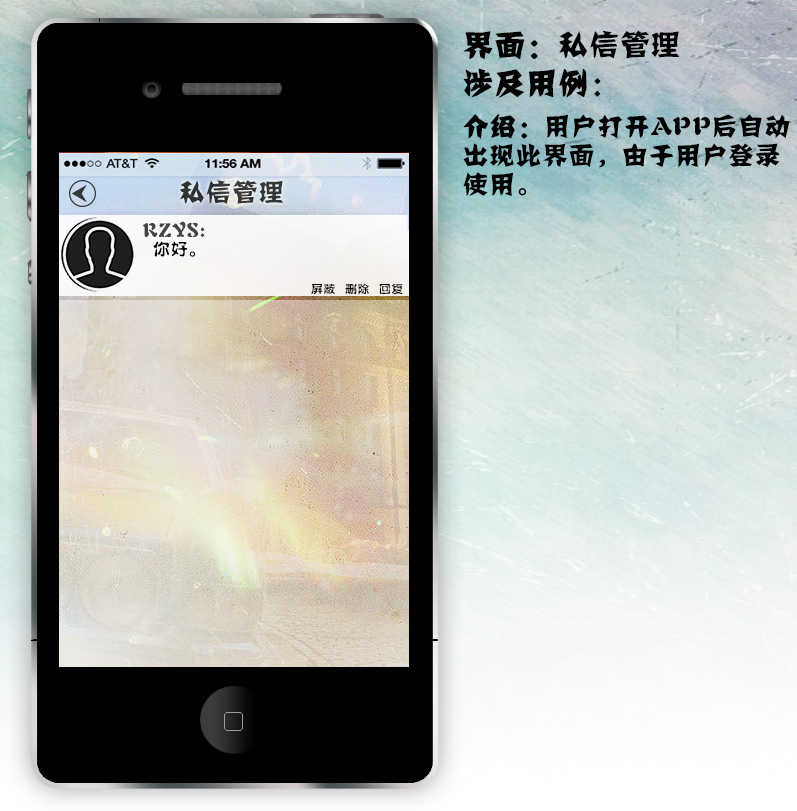 界面：私信管理
涉及用例：
介绍：用户打开APP后自动
出现此界面，由于用户登录
使用。
AT&T 11:56 AM
私信管理
RZYS:
你好。
屏蔽 删除 回复